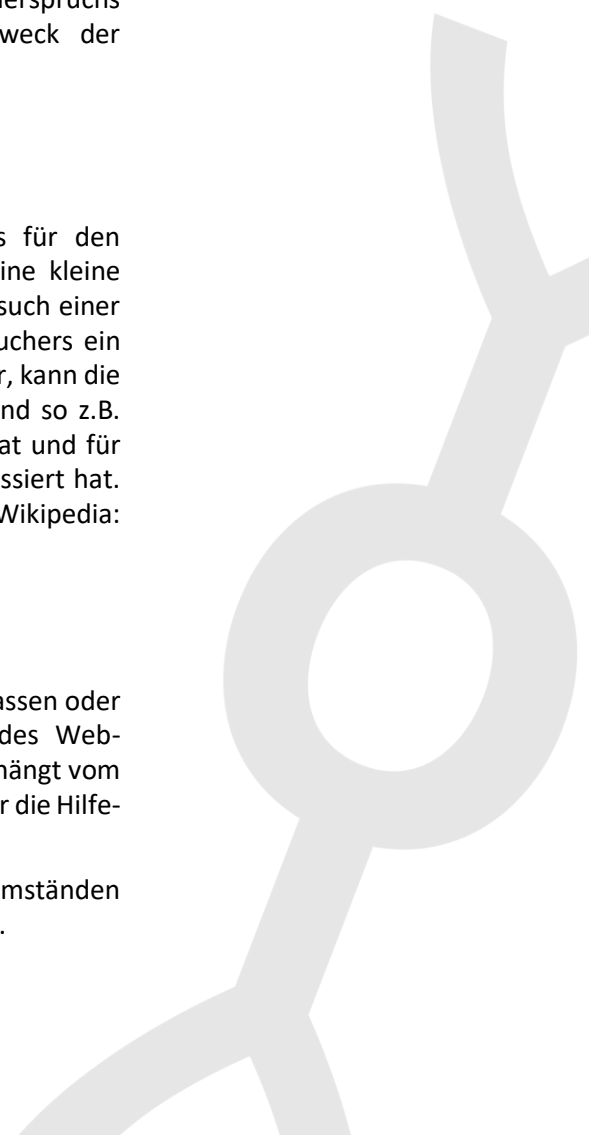 weck der
s für den
ine kleine
such einer
uchers ein
r, kann die
nd so z.B.
at und für
ssiert hat.
Wikipedia:
assen oder
des Web-
hängt vom
r die Hilfe-
mständen
.